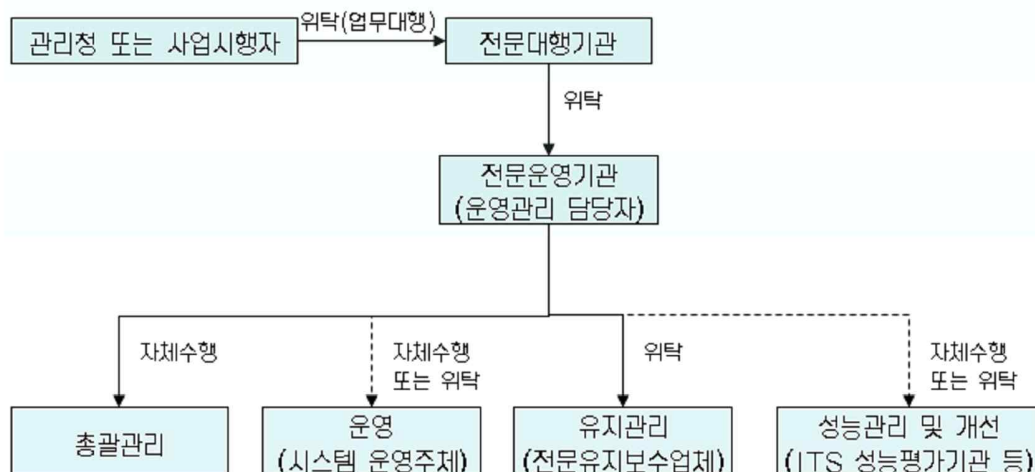 위탁(업무대행)
관리청 또는 사업시행자
전문대행기관
위탁
전문운영기관
(운영관리 담당자)
자체수행
자체수행
또는 위탁
위탁
자체수행
또는 위탁
총괄관리
운영
(시스템 운영주체)
유지관리
(전문유지보수업체)
성능관리 및 개선
(ITS 성능평가기관 등)